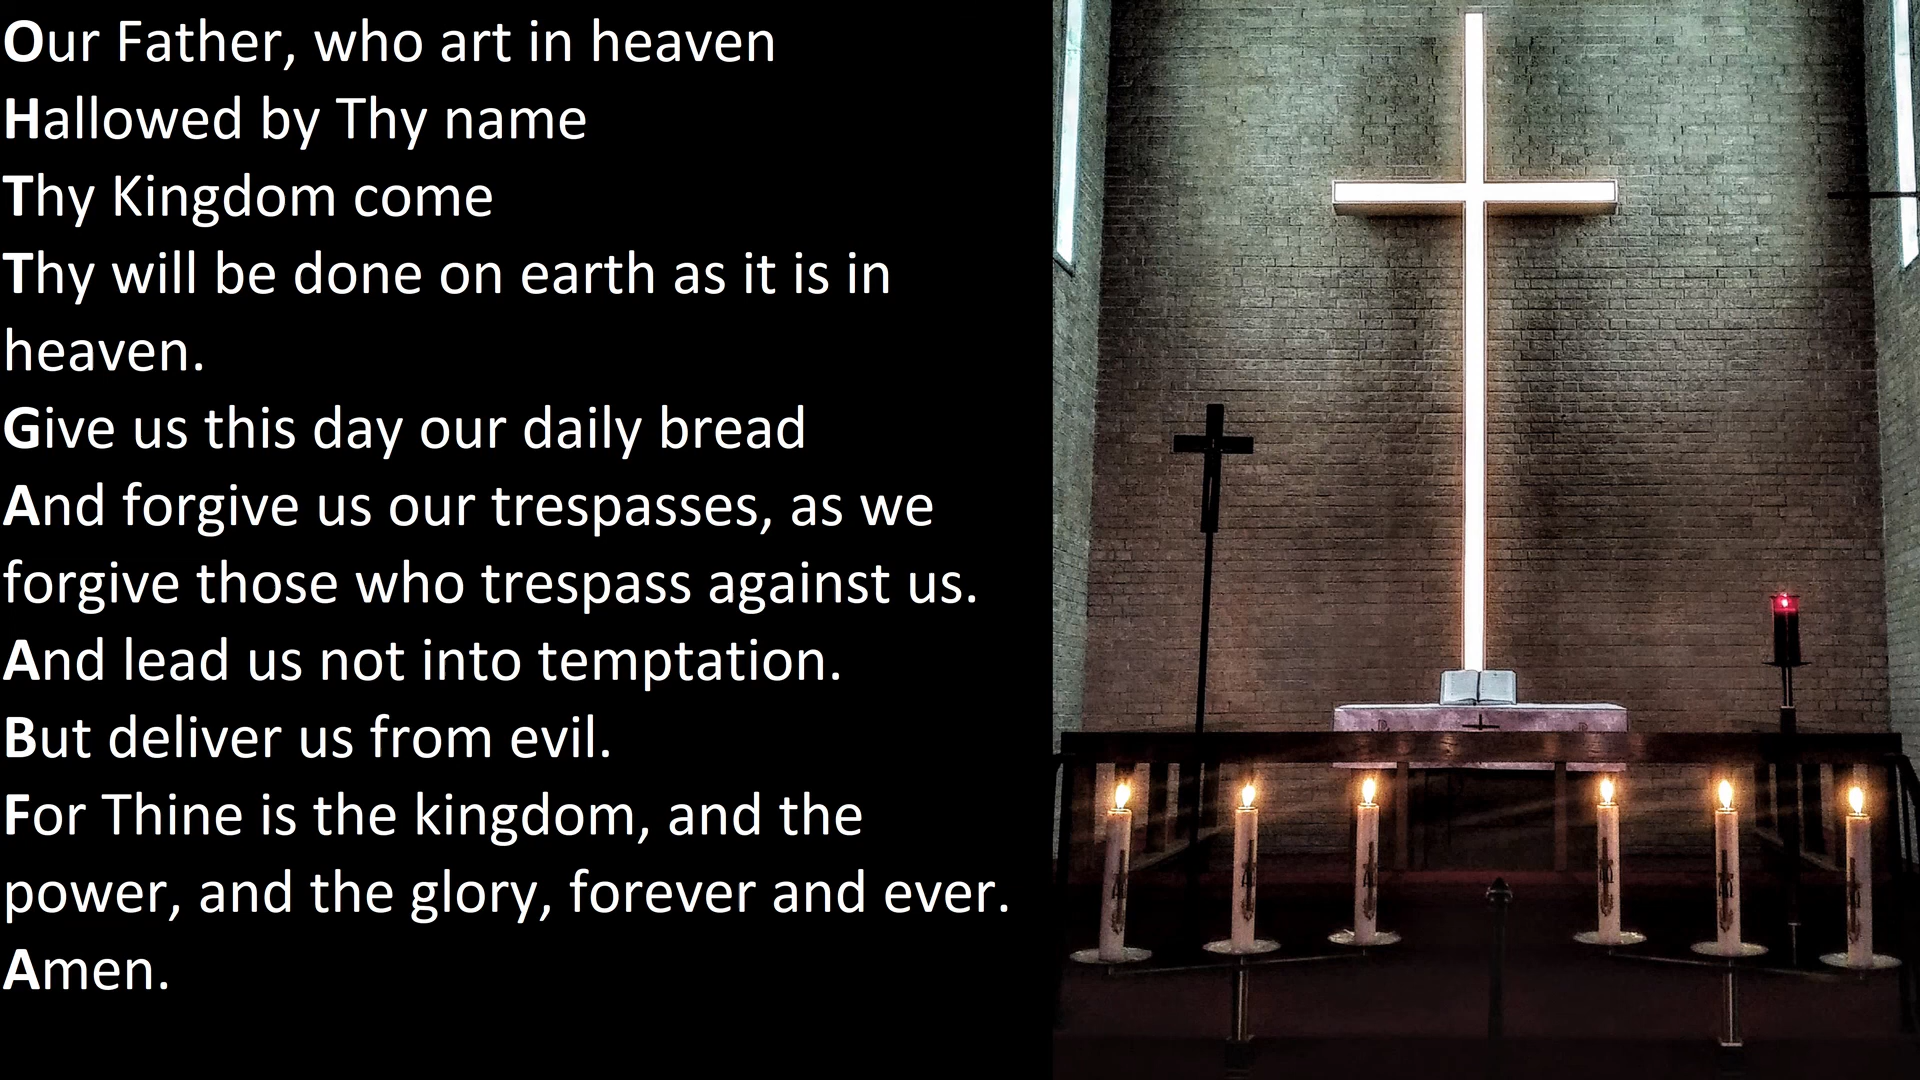 Our Father, who art in heaven
Hallowed by Thy name
Thy Kingdom come
Thy will be done on earth as it is in
heaven.
Give us this day our daily bread
And forgive us our trespasses, as we
forgive those who trespass against us.
And lead us not into temptation.
But deliver us from evil.
For Thine is the kingdom, and the
power, and the glory, forever and ever.
Amen.